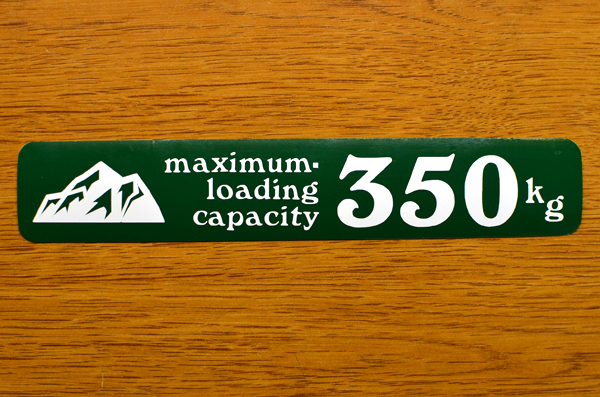 maximum-
loading
capacity
350 kg